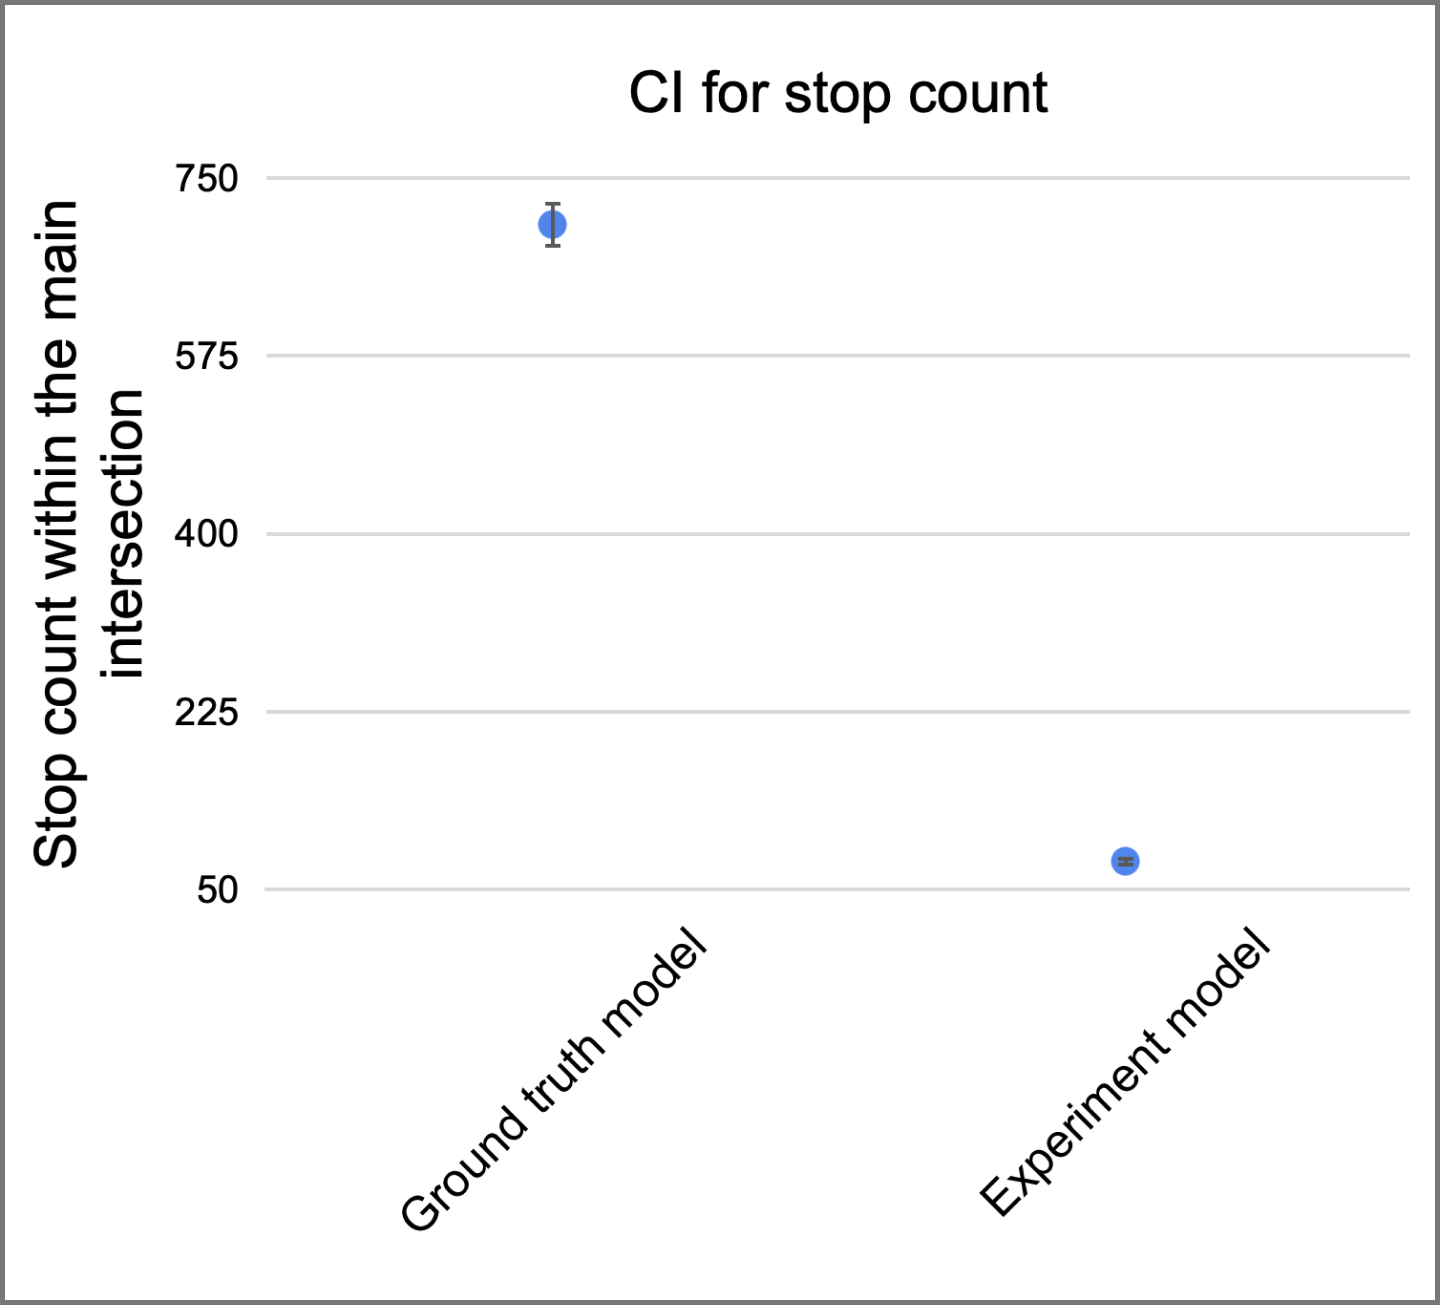 CI for stop count
Stop count within the main
intersection
750
575
400
225
50
Ground truth model
Experiment model